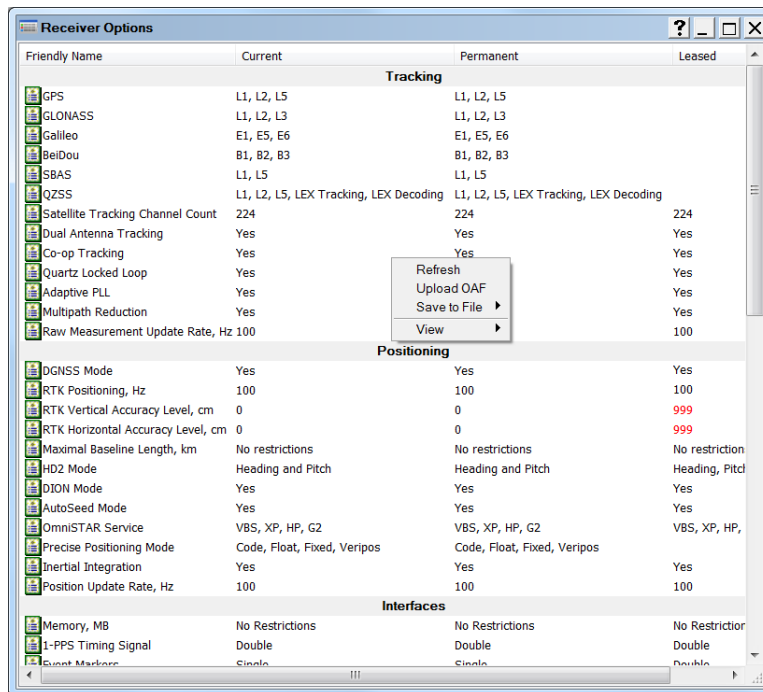 Receiver Options
Friendly Name Current Permanent Leased
Tracking
GPS L1, L2, L5 L1, L2, L5
GLONASS L1, L2, L3 L1, L2, L3
Galileo E1, E5, E6 E1, E5, E6
BeiDou B1, B2, B3 B1, B2, B3
SBAS L1, L5 L1, L5
QZSS L1, L2, L5, LEX Tracking, LEX Decoding L1, L2, L5, LEX Tracking, LEX Decoding
Satellite Tracking Channel Count 224 224 224
Dual Antenna Tracking Yes Yes Yes
Co-op Tracking Yes Yes Yes
Quartz Locked Loop Yes Refresh Yes
Adaptive PLL Yes Upload OAF Yes
Multipath Reduction Yes Save to File Yes
Raw Measurement Update Rate, Hz 100 View 100
Positioning
DGNSS Mode Yes Yes Yes
RTK Positioning, Hz 100 100 100
RTK Vertical Accuracy Level, cm 0 0 999
RTK Horizontal Accuracy Level, cm 0 0 999
Maximal Baseline Length, km No restrictions No restrictions No restriction
HD2 Mode Heading and Pitch Heading and Pitch Heading, Pitch
DION Mode Yes Yes Yes
AutoSeed Mode Yes Yes Yes
OmniSTAR Service VBS, XP, HP, G2 VBS, XP, HP, G2 VBS, XP, HP,
Precise Positioning Mode Code, Float, Fixed, Veripos Code, Float, Fixed, Veripos
Inertial Integration Yes Yes Yes
Position Update Rate, Hz 100 100 100
Interfaces
Memory, MB No Restrictions No Restrictions No Restriction
1-PPS Timing Signal Double Double Double
Event Markers Single Single Double